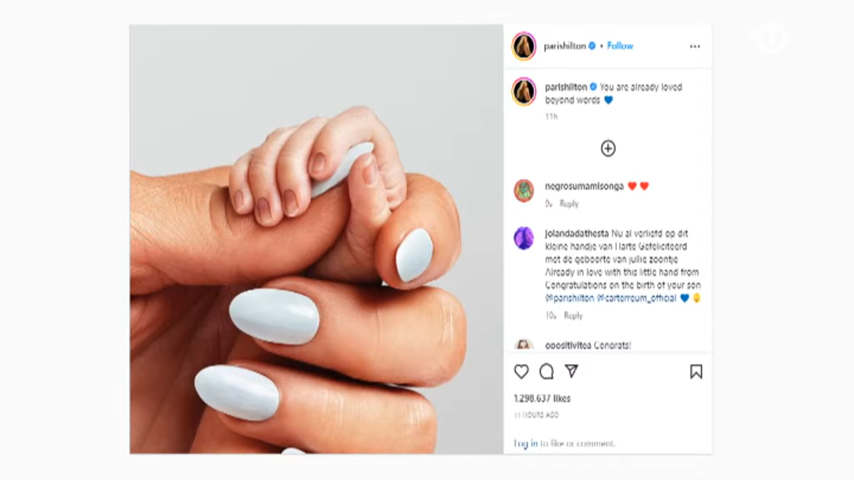 parishilton • Follow
parishilton You are already loved
beyond words 💙
11h
negrosumamisonga ❤️❤️
9s Reply
jolandadathesta Nu al verliefd op dit
kleine handje van Harte Gefeliciteerd
met de geboorte van jullie zoontje
Already in love with this little hand from
Congratulations on the birth of your son
@parishilton @carterreum_official 💙
10s Reply
Congrats!
1,298,637 likes
11 HOURS AGO
Log in to like or comment.